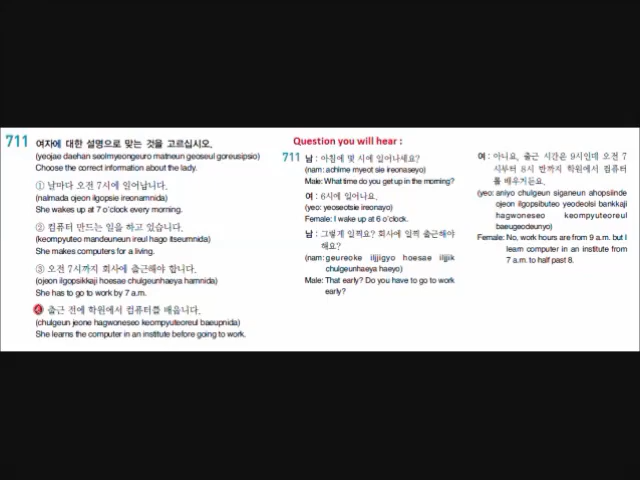 711 여자에 대한 설명으로 맞는 것을 고르십시오.
(yeojae daehan seolmyeongeuro matneun geoseul goreusipsio)
Choose the correct information about the lady.
① 날마다 오전 7시에 일어납니다.
(nalmada ojeon ilgopsie ireonamnida)
She wakes up at 7 o'clock every morning.
② 컴퓨터 만드는 일을 하고 있습니다.
(keompyuteo mandeuneun ireul hago itseumnida)
She makes computers for a living.
③ 오전 7시까지 회사에 출근해야 합니다.
(ojeon ilgopsikkaji hoesae chulgeunhaeya hamnida)
She has to go to work by 7 a.m.
④ 출근 전에 학원에서 컴퓨터를 배웁니다.
(chulgeun jeone hagwoneseo keompyuteoreul baeupnida)
She learns the computer in an institute before going to work.
Question you will hear :
711 남 : 아침에 몇 시에 일어나세요?
(nam : achime myeot sie ireonaseyo)
Male: What time do you get up in the morning?
여 : 6시에 일어나요.
(yeo: yeoseotsie ireonayo)
Female: I wake up at 6 o'clock.
남 : 그렇게 일찍요? 회사에 일찍 출근해야
해요?
(nam: geureoke iljjigyo hoesae iljjik
chulgeunhaeya haeyo)
Male: That early? Do you have to go to work
early?
여 : 아니요, 출근 시간은 9시인데 오전 7
시부터 8시 반까지 학원에서 컴퓨터
를 배우거든요.
(yeo: aniyo chulgeun siganeun ahopsiinde
ojeon ilgopsibuteo yeodeolsi bankkaji
hagwoneseo keompyuteoreul
baeugeodeunyo)
Female: No, work hours are from 9 a.m. but I
learn computer in an institute from
7 a.m. to half past 8.